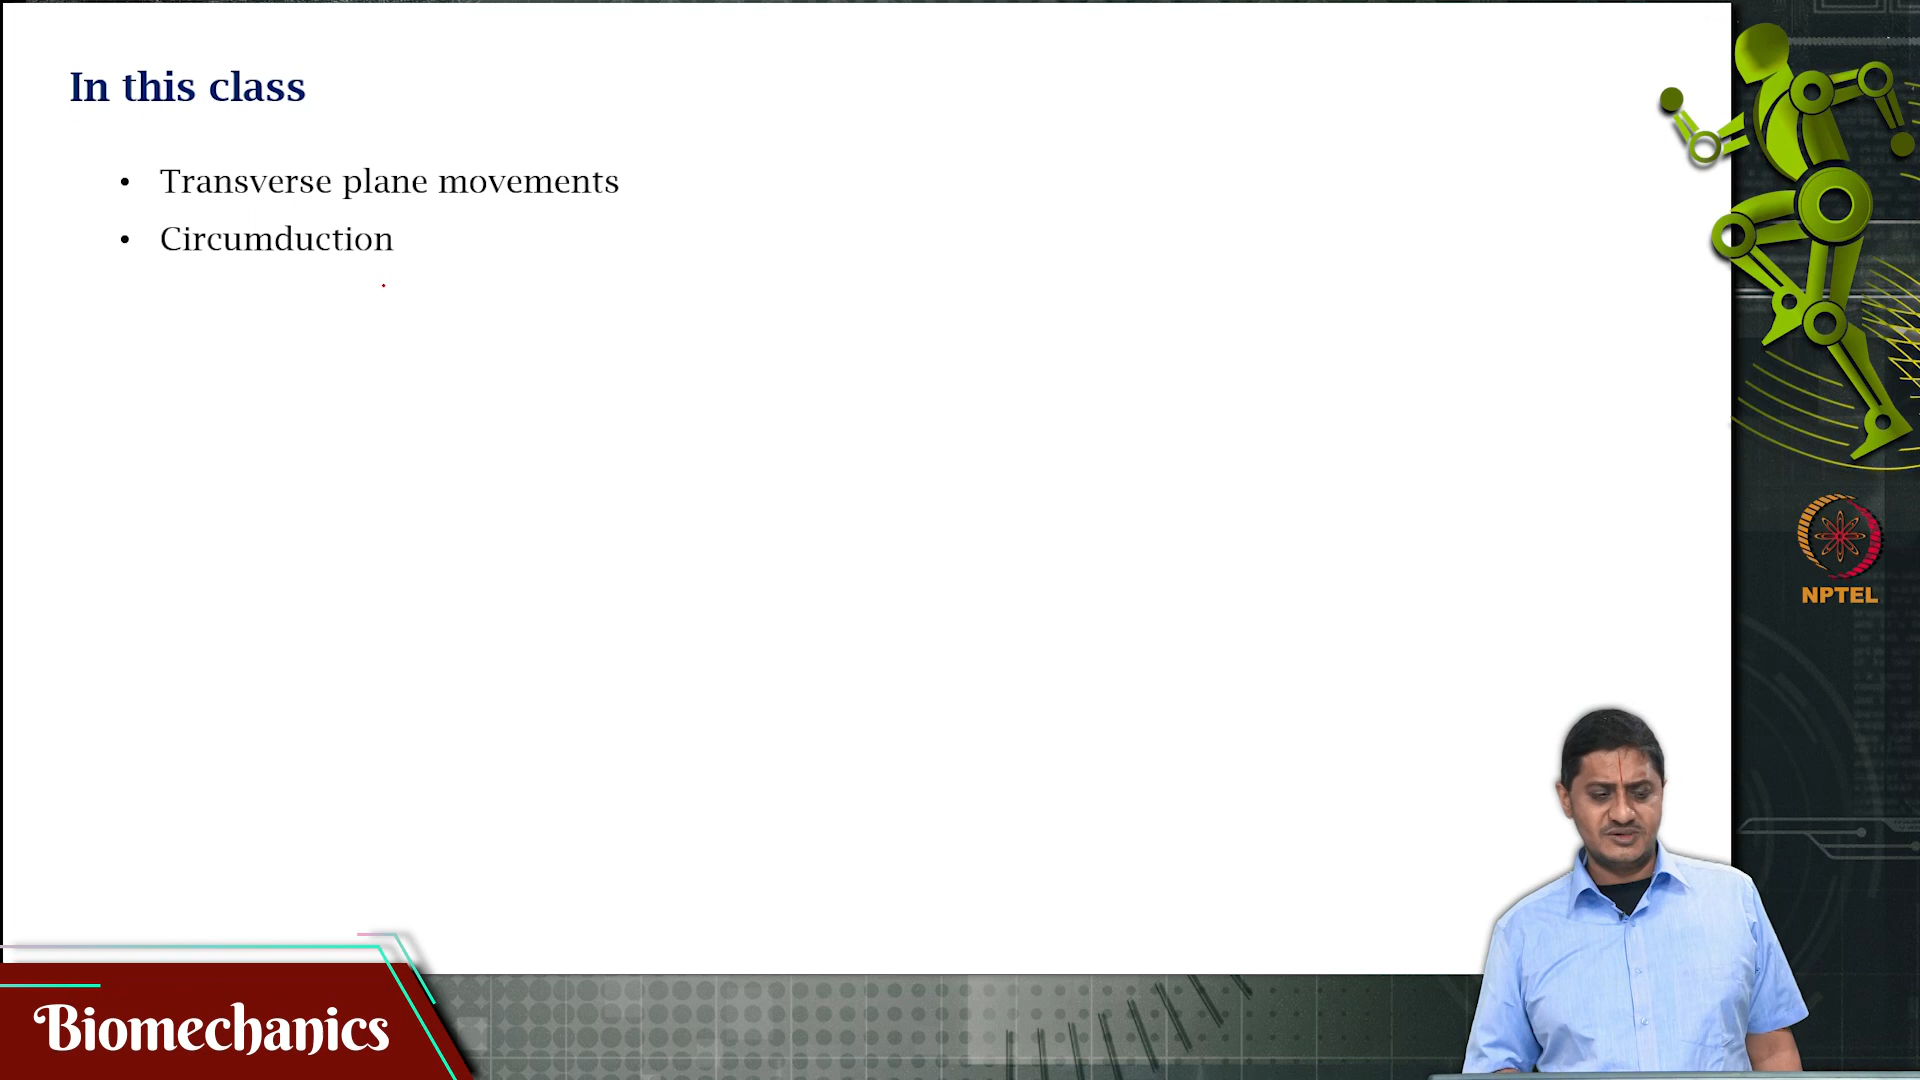 In this class
• Transverse plane movements
• Circumduction
NPTEL
Biomechanics